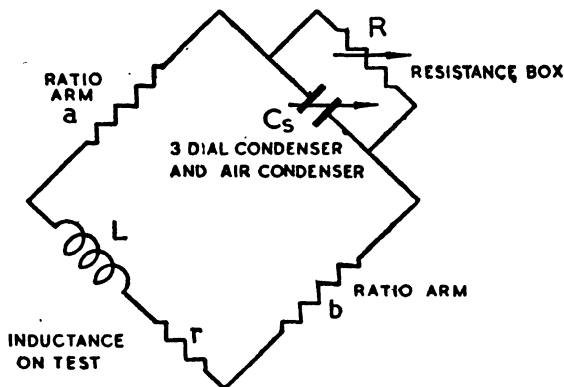 R
RATIO
ARM
a
RESISTANCE BOX
Cs
3 DIAL CONDENSER
AND AIR CONDENSER
L
RATIO ARM
b
r
INDUCTANCE
ON TEST